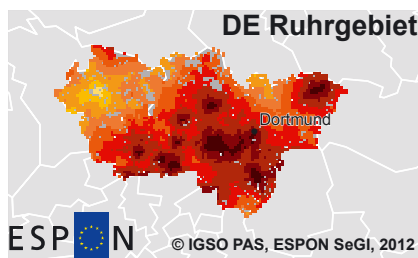 DE Ruhrgebiet
Dortmund
ESPON
© IGSO PAS, ESPON SeGI, 2012